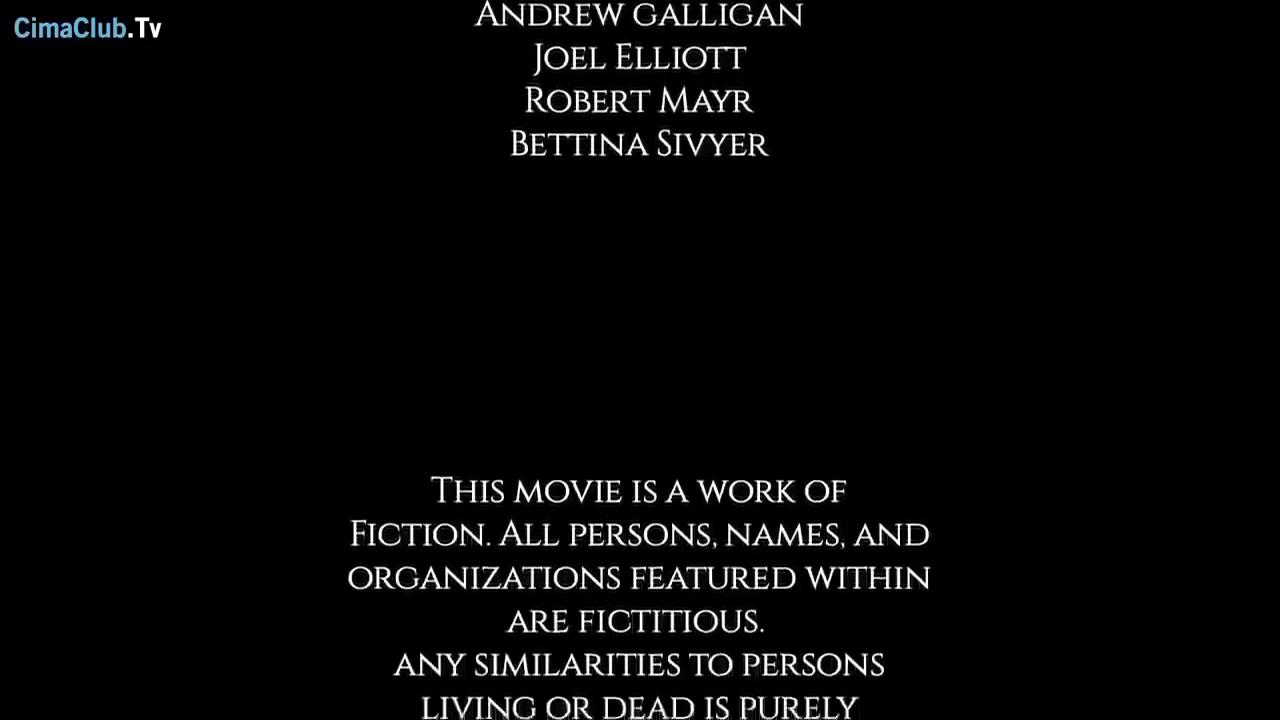 CimaClub.Tv
ANDREW GALLIGAN
JOEL ELLIOTT
ROBERT MAYR
BETTINA SIVYER
THIS MOVIE IS A WORK OF
FICTION. ALL PERSONS, NAMES, AND
ORGANIZATIONS FEATURED WITHIN
ARE FICTITIOUS.
ANY SIMILARITIES TO PERSONS
LIVING OR DEAD IS PURELY